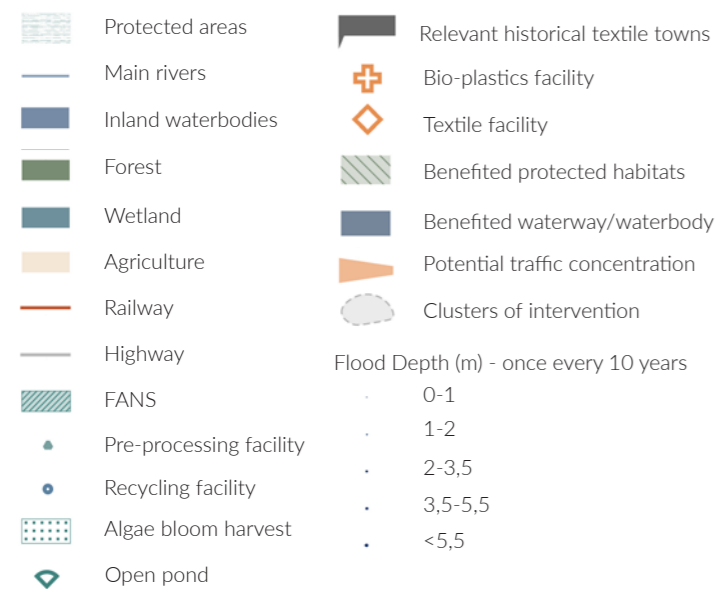 Protected areas
Main rivers
Inland waterbodies
Forest
Wetland
Agriculture
Railway
Highway
FANS
Pre-processing facility
Recycling facility
Algae bloom harvest
Open pond
Relevant historical textile towns
Bio-plastics facility
Textile facility
Benefited protected habitats
Benefited waterway/waterbody
Potential traffic concentration
Clusters of intervention
Flood Depth (m) - once every 10 years
0-1
1-2
2-3,5
3,5-5,5
<5,5